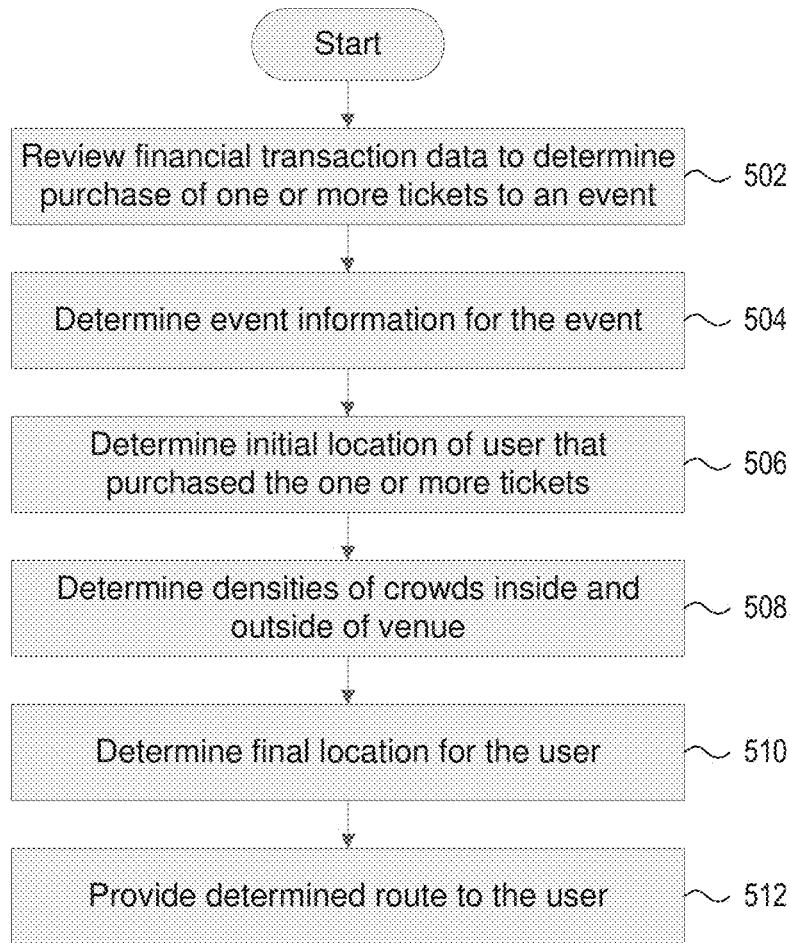 Start
Review financial transaction data to determine
purchase of one or more tickets to an event
502
Determine event information for the event
504
Determine initial location of user that
purchased the one or more tickets
506
Determine densities of crowds inside and
outside of venue
508
Determine final location for the user
510
Provide determined route to the user
512